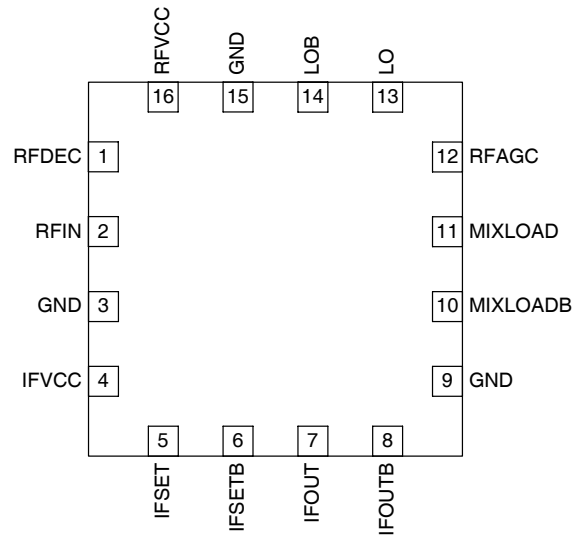 RFVCC
GND
LOB
LO
16
15
14
13
RFDEC 1
12 RFAGC
RFIN 2
11 MIXLOAD
GND 3
10 MIXLOADB
IFVCC 4
9 GND
5
6
7
8
IFSET
IFSETB
IFOUT
IFOUTB